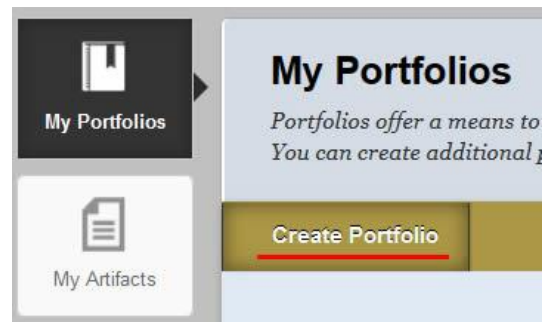 My Portfolios
My Artifacts
My Portfolios
Portfolios offer a means to
You can create additional
Create Portfolio